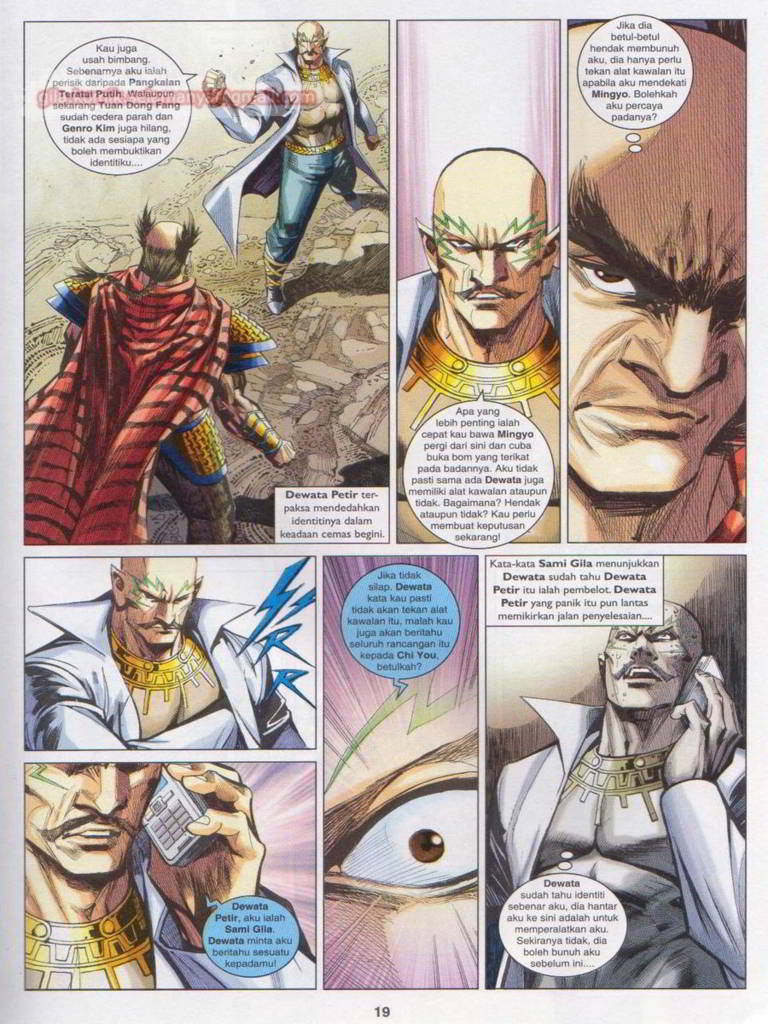 Kau juga
usah bimbang.
Sebenarnya aku ialah
perisik daripada Pangkalan
Teratai Putih. Walaupun
sekarang Tuan Dong Fang
sudah cedera parah dan
Genro Kim juga hilang,
tidak ada sesiapa yang
boleh membuktikan
identitiku....
Dewata Petir ter-
paksa mendedahkan
identitinya dalam
keadaan cemas begini.
Apa yang
lebih penting ialah
cepat kau bawa Mingyo
pergi dari sini dan cuba
buka bom yang terikat
pada badannya. Aku tidak
pasti sama ada Dewata juga
memiliki alat kawalan ataupun
tidak. Bagaimana? Hendak
ataupun tidak? Kau perlu
membuat keputusan
sekarang!
Jika dia
betul-betul
hendak membunuh
aku, dia hanya perlu
tekan alat kawalan itu
apabila aku mendekati
Mingyo. Bolehkah
aku percaya
padanya?
SSRRR
Dewata
Petir, aku ialah
Sami Gila.
Dewata minta aku
beritahu sesuatu
kepadamu!
Jika tidak
silap, Dewata
kata kau pasti
tidak akan tekan alat
kawalan itu, malah kau
juga akan beritahu
seluruh rancangan itu
kepada Chi You,
betulkah?
Kata-kata Sami Gila menunjukkan
Dewata sudah tahu Dewata
Petir itu ialah pembelot. Dewata
Petir yang panik itu pun lantas
memikirkan jalan penyelesaian....
Dewata
sudah tahu identiti
sebenar aku, dia hantar
aku ke sini adalah untuk
memperalatkan aku.
Sekiranya tidak, dia
boleh bunuh aku
sebelum ini....
19